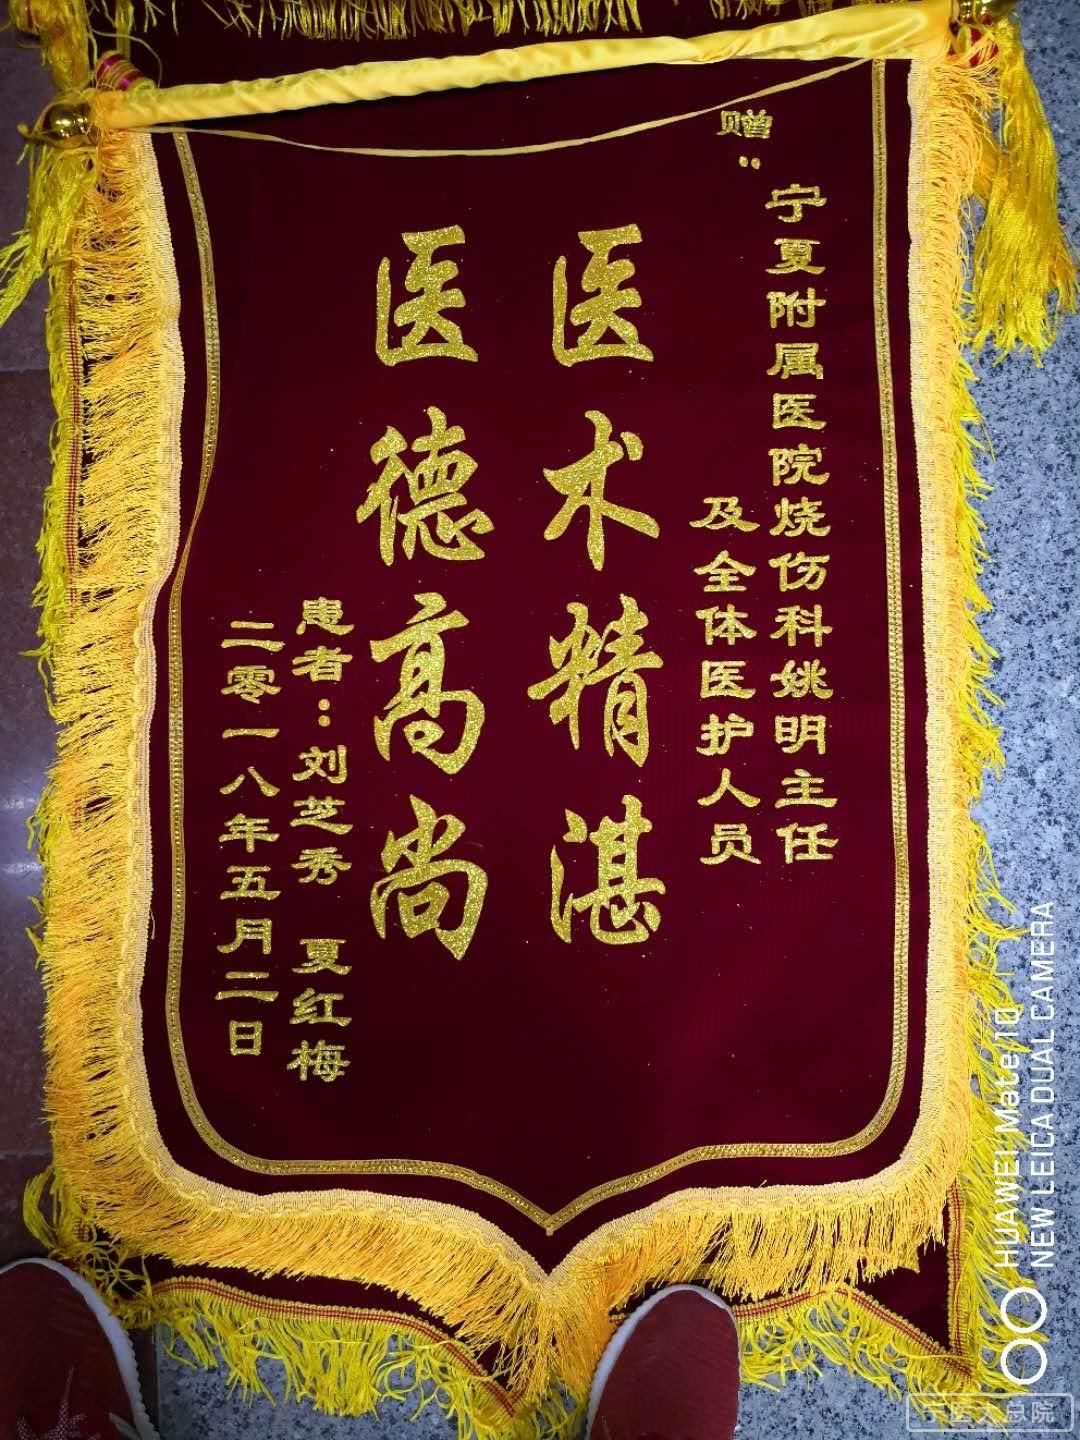 赠：
宁夏附属医院烧伤科姚明主任
及全体医护人员
医术精湛
医德高尚
患者：刘芝秀 夏红梅
二零一八年五月二日
HUAWEI Mate 10
NEW LEICA DUAL CAMERA
宁医大总院